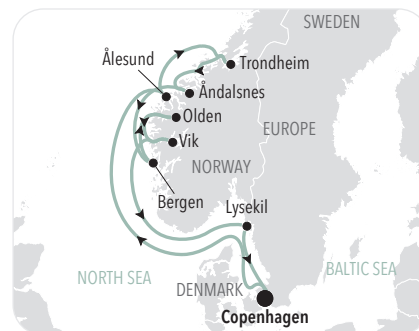 SWEDEN
Ålesund
Trondheim
Åndalsnes
Olden
EUROPE
Vik
NORWAY
Bergen
Lysekil
NORTH SEA
DENMARK
BALTIC SEA
Copenhagen